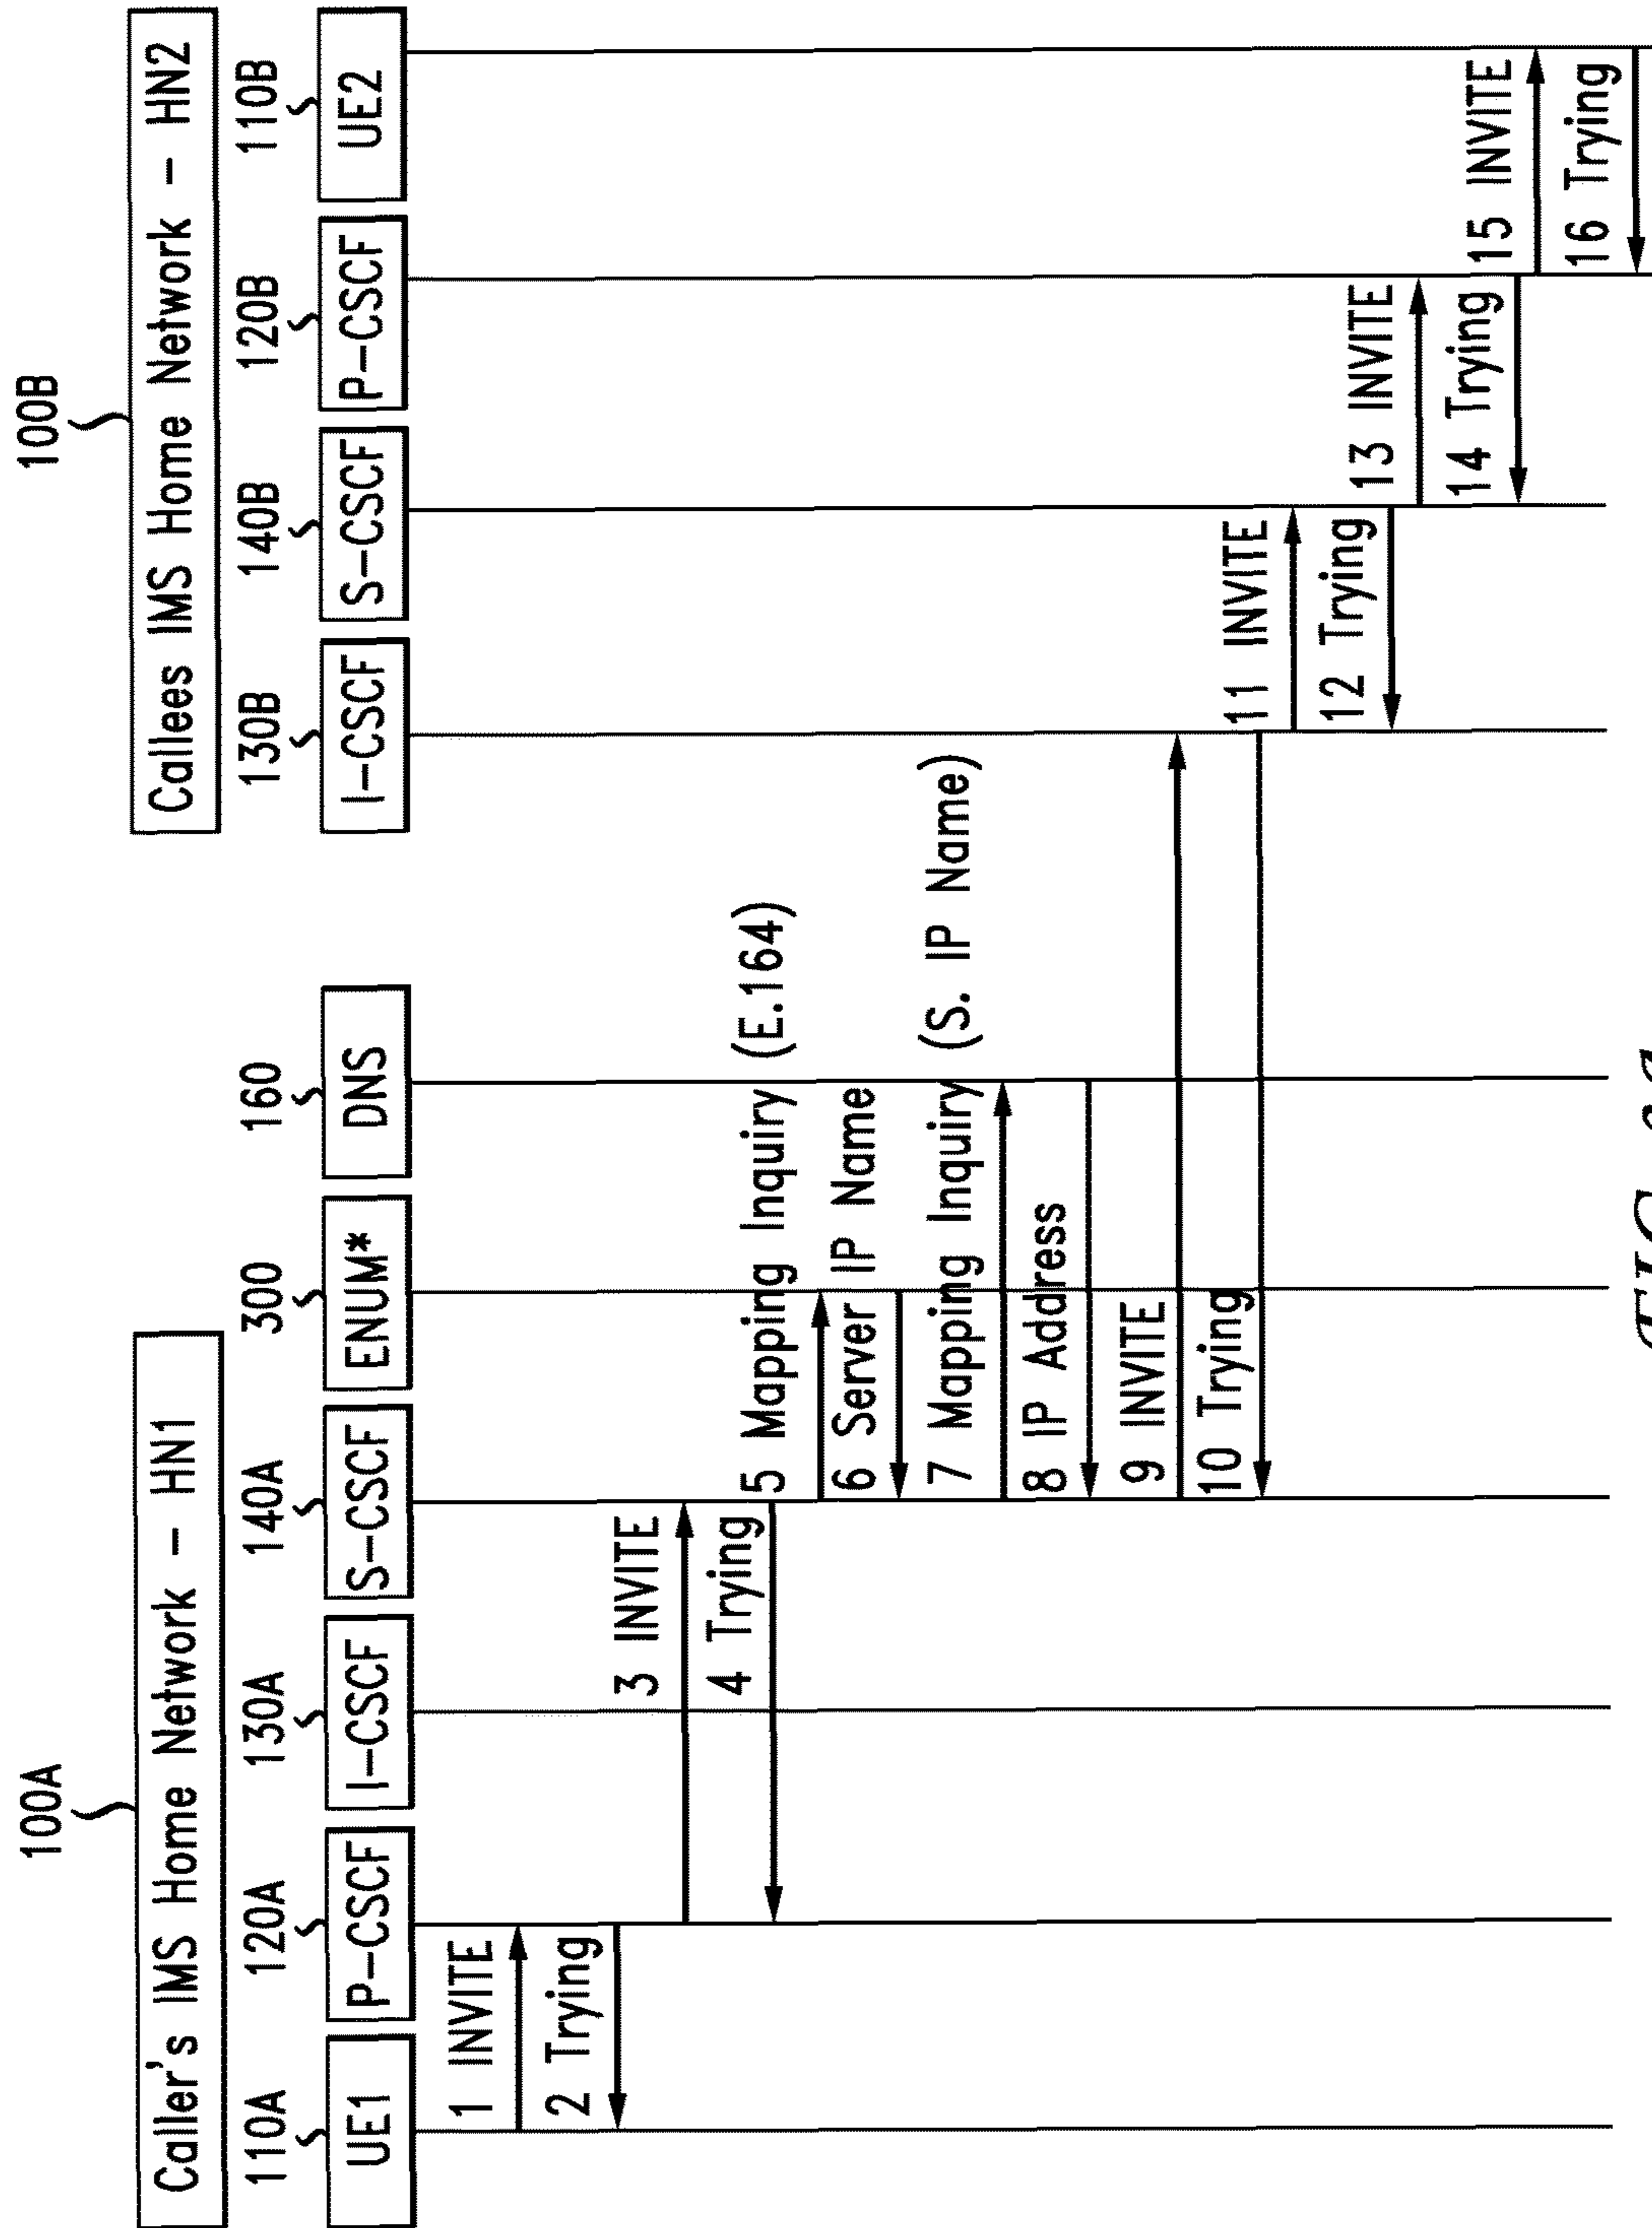 100A
100B
Caller's IMS Home Network – HN1
Callees IMS Home Network – HN2
110A
120A
130A
140A
300
160
130B
140B
120B
110B
UE1
P–CSCF
I–CSCF
S–CSCF
ENUM*
DNS
I–CSCF
S–CSCF
P–CSCF
UE2
1 INVITE
2 Trying
3 INVITE
4 Trying
5 Mapping Inquiry (E.164)
6 Server IP Name
7 Mapping Inquiry (S. IP Name)
8 IP Address
9 INVITE
10 Trying
11 INVITE
12 Trying
13 INVITE
14 Trying
15 INVITE
16 Trying